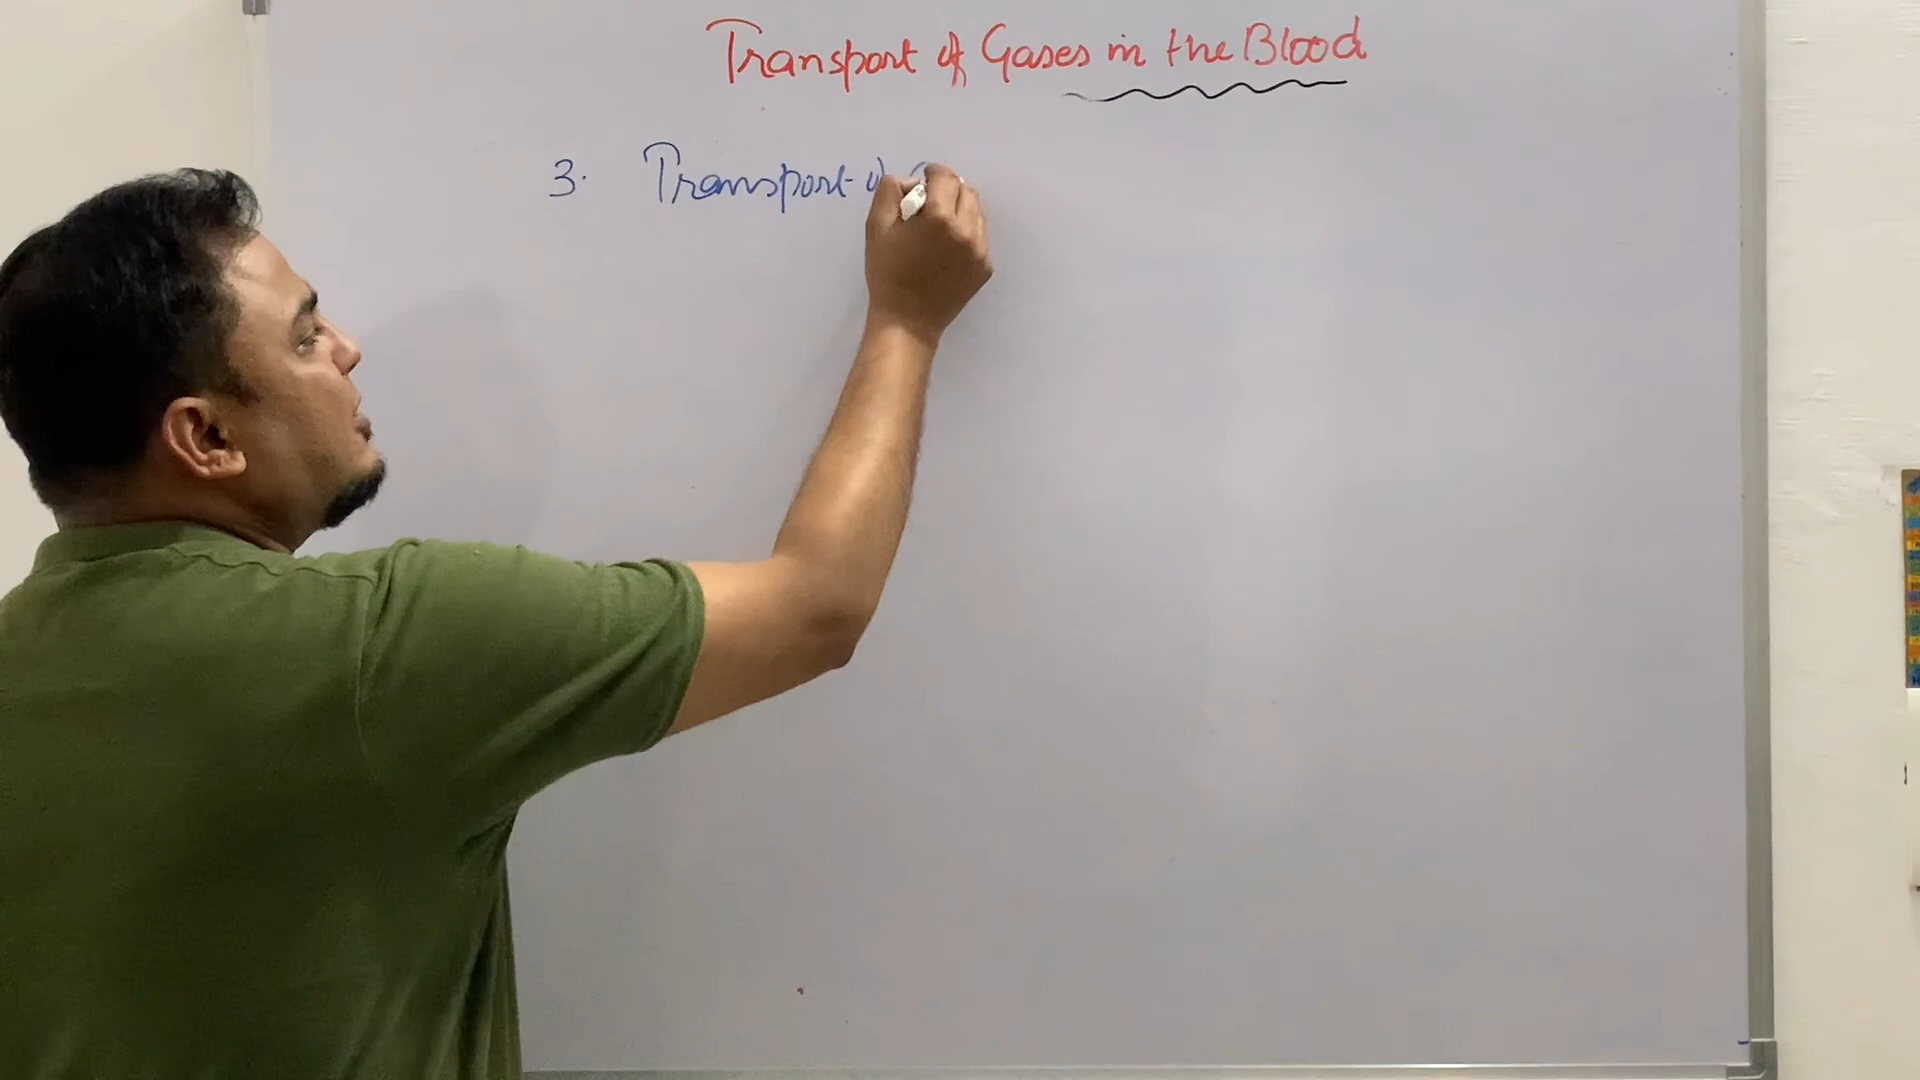 Transport of Gases in the Blood
3. Transport